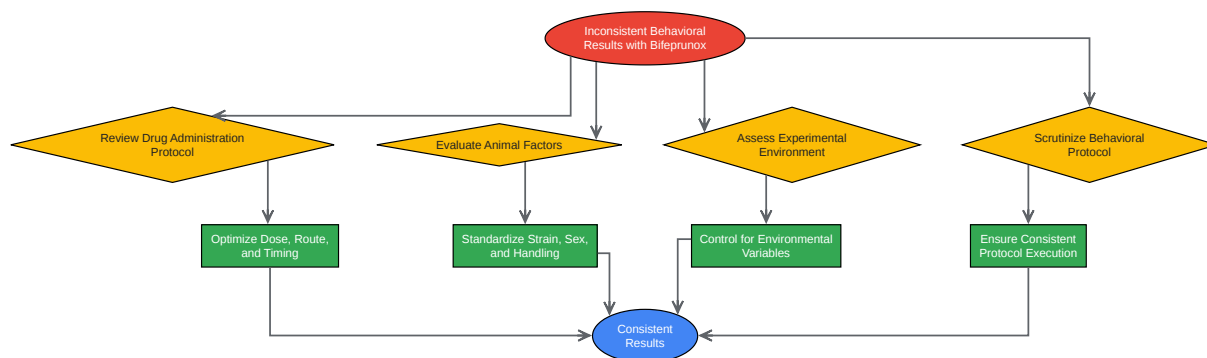 Inconsistent Behavioral
Results with Bifeprunox
Review Drug Administration
Protocol
Evaluate Animal Factors
Assess Experimental
Environment
Scrutinize Behavioral
Protocol
Optimize Dose, Route,
and Timing
Standardize Strain, Sex,
and Handling
Control for Environmental
Variables
Ensure Consistent
Protocol Execution
Consistent
Results